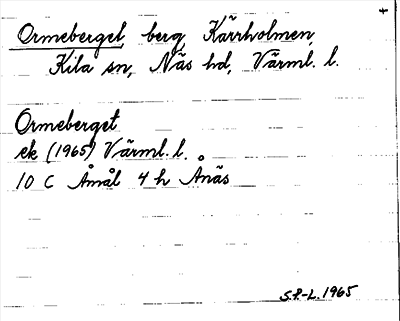 Ormeberget, berg, Kärrholmen,
Kila sn, Näs hd, Värml. l.
Ormeberget
ek (1965) Värml. l.
10 C Åmål 4 h Ånäs
S.P-L. 1965